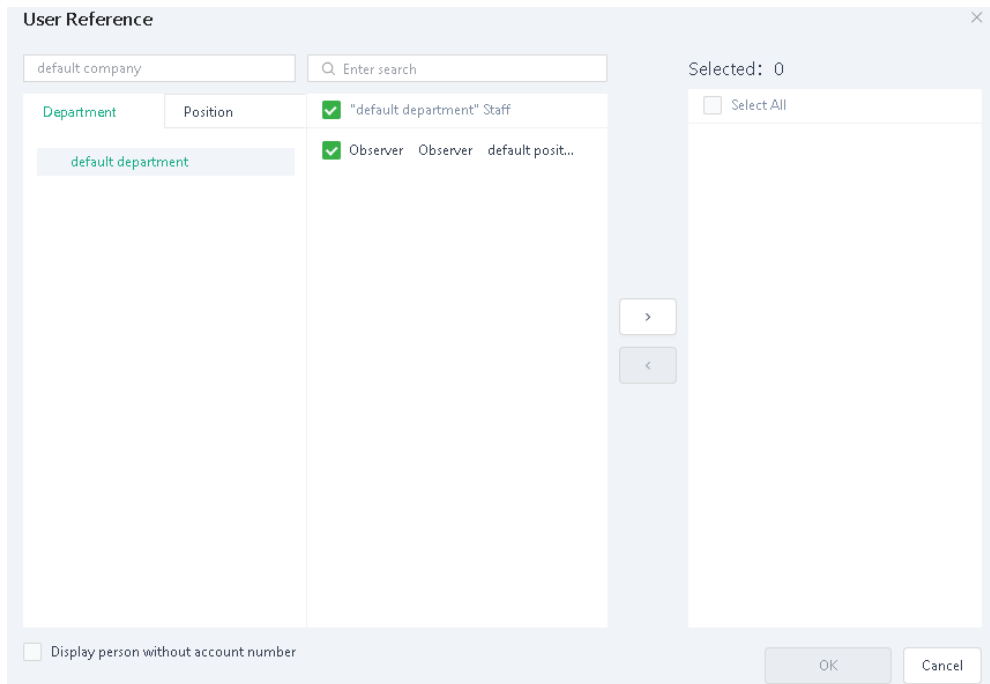 User Reference
default company
Enter search
Selected: 0
Department
Position
"default department" Staff
Select All
default department
Observer Observer default posit...
>
<
Display person without account number
OK
Cancel